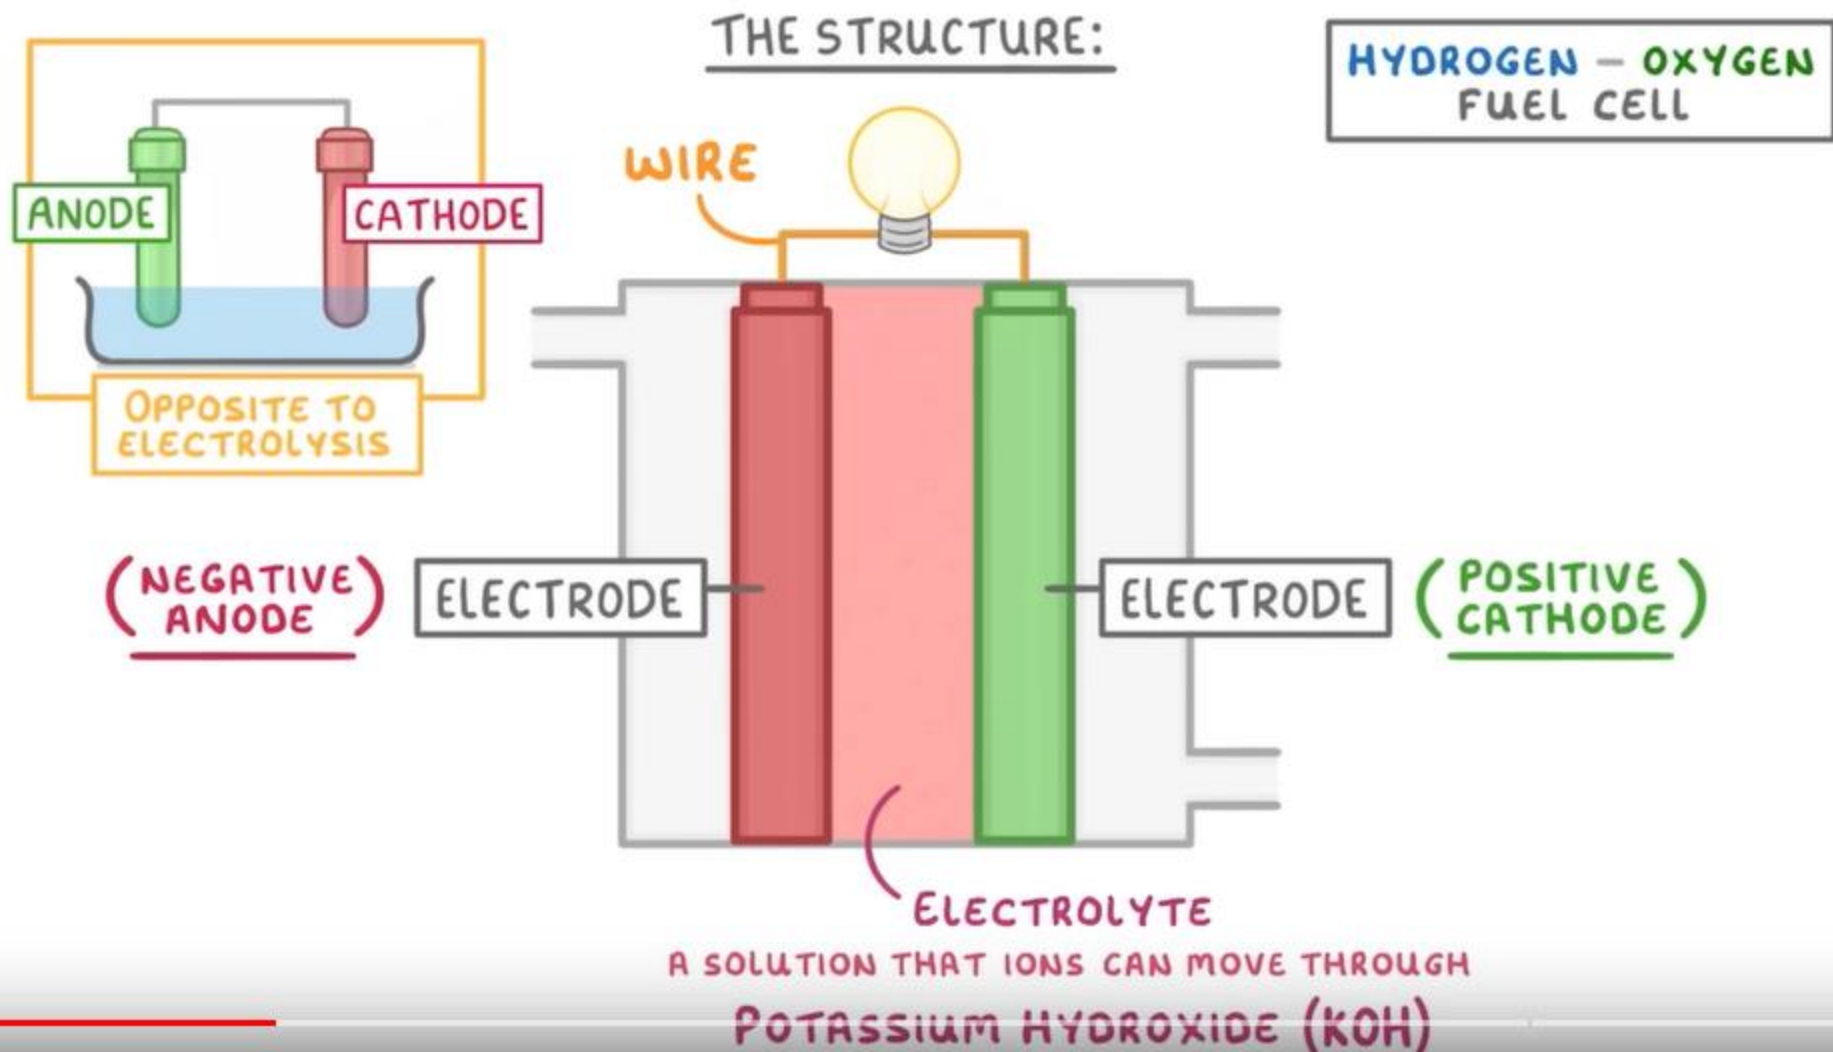 THE STRUCTURE:
HYDROGEN – OXYGEN
FUEL CELL
WIRE
ANODE
CATHODE
OPPOSITE TO
ELECTROLYSIS
(NEGATIVE
ANODE)
ELECTRODE
ELECTRODE
(POSITIVE
CATHODE)
ELECTROLYTE
A SOLUTION THAT IONS CAN MOVE THROUGH
POTASSIUM HYDROXIDE (KOH)